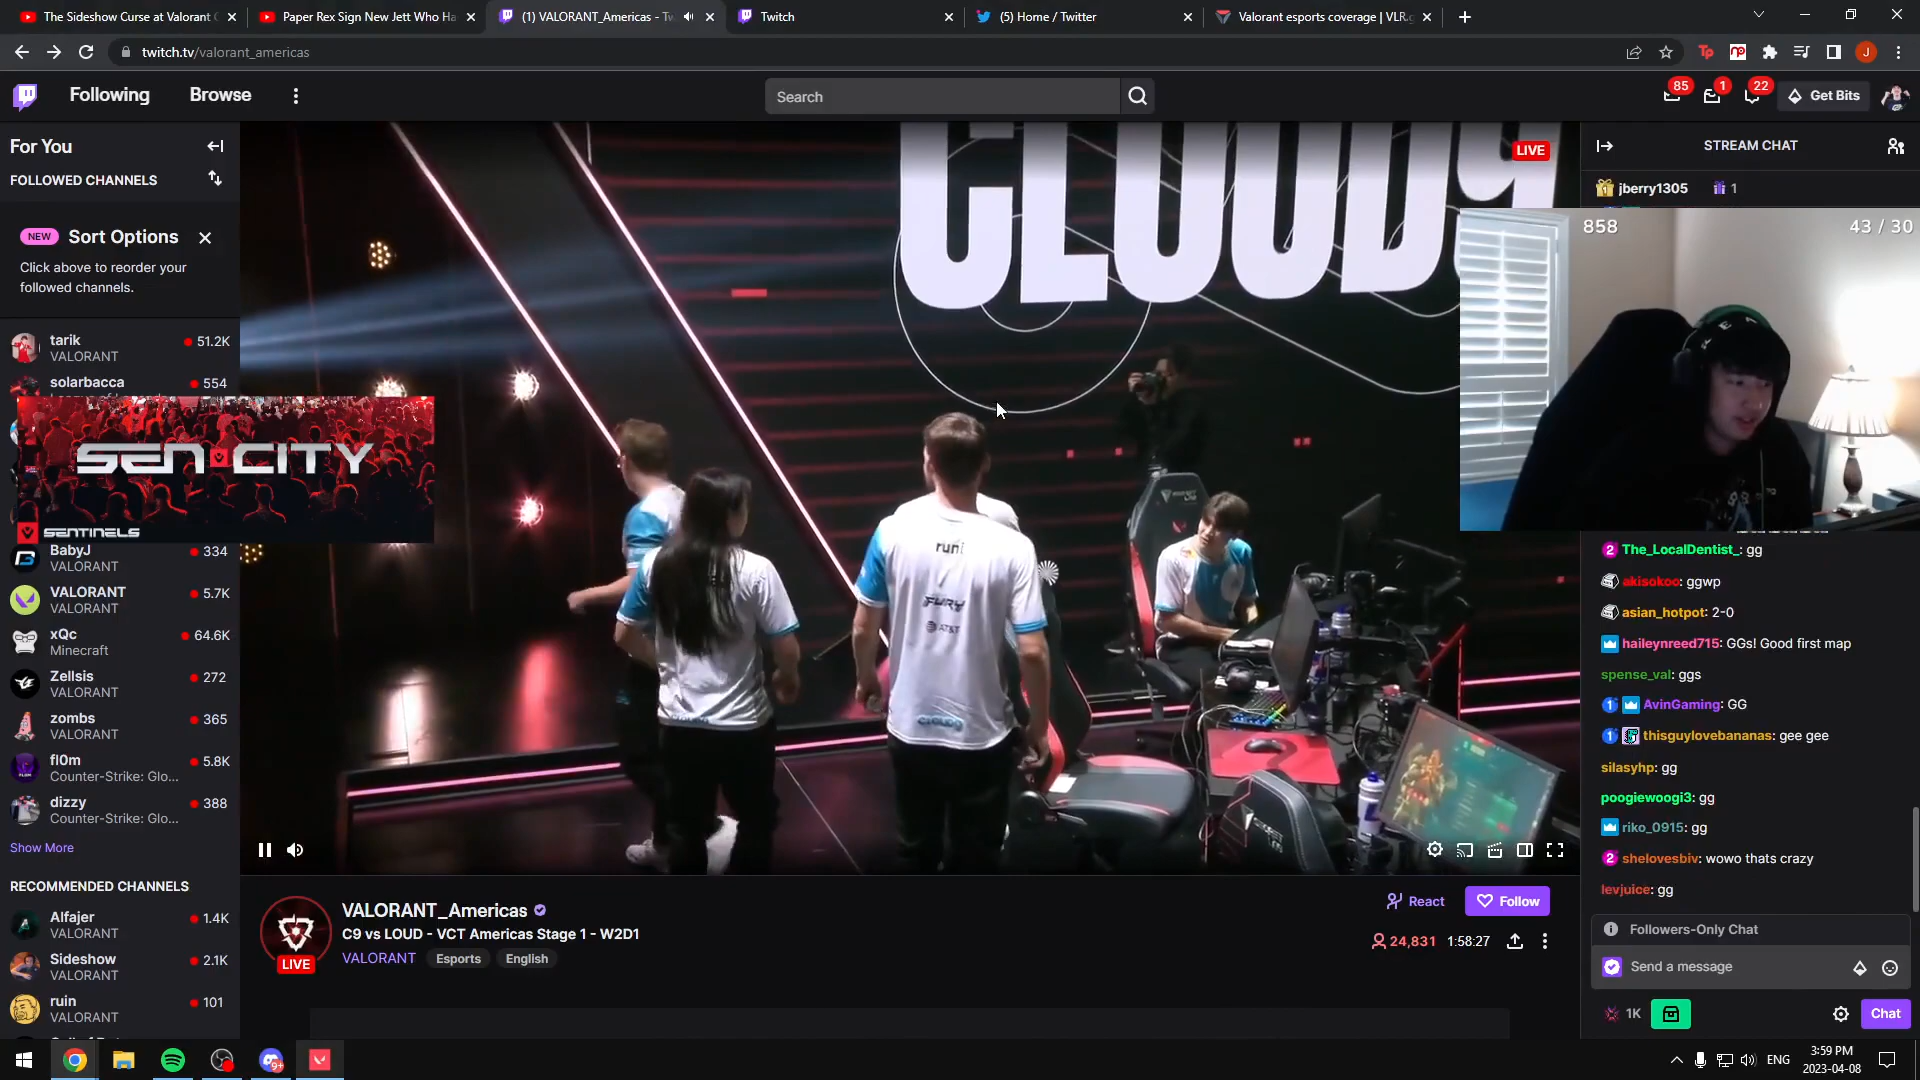 The Sideshow Curse at Valorant
Paper Rex Sign New Jett Who Ha
(1) VALORANT_Americas - Tw
Twitch
(5) Home / Twitter
Valorant esports coverage | VLR.g
twitch.tv/valorant_americas
Following
Browse
Search
85
1
22
Get Bits
For You
FOLLOWED CHANNELS
NEW
Sort Options
Click above to reorder your
followed channels.
tarik
VALORANT
51.2K
solarbacca
554
SEN CITY
SENTINELS
BabyJ
VALORANT
334
VALORANT
VALORANT
5.7K
xQc
Minecraft
64.6K
Zellsis
VALORANT
272
zombs
VALORANT
365
fl0m
Counter-Strike: Glo...
5.8K
dizzy
Counter-Strike: Glo...
388
Show More
RECOMMENDED CHANNELS
Alfajer
VALORANT
1.4K
Sideshow
VALORANT
2.1K
ruin
VALORANT
101
CLOUD9
LIVE
runi
FURY
AT&T
CLOUD9
VALORANT_Americas
C9 vs LOUD - VCT Americas Stage 1 - W2D1
VALORANT
Esports
English
LIVE
React
Follow
24,831
1:58:27
STREAM CHAT
jberry1305
1
858
43 / 30
The_LocalDentist_: gg
akisokoo: ggwp
asian_hotpot: 2-0
haileynreed715: GGs! Good first map
spense_val: ggs
AvinGaming: GG
thisguylovebananas: gee gee
silasyhp: gg
poogiewoogi3: gg
riko_0915: gg
shelovesbiv: wowo thats crazy
levjuice: gg
Followers-Only Chat
Send a message
1K
Chat
9+
ENG
3:59 PM
2023-04-08